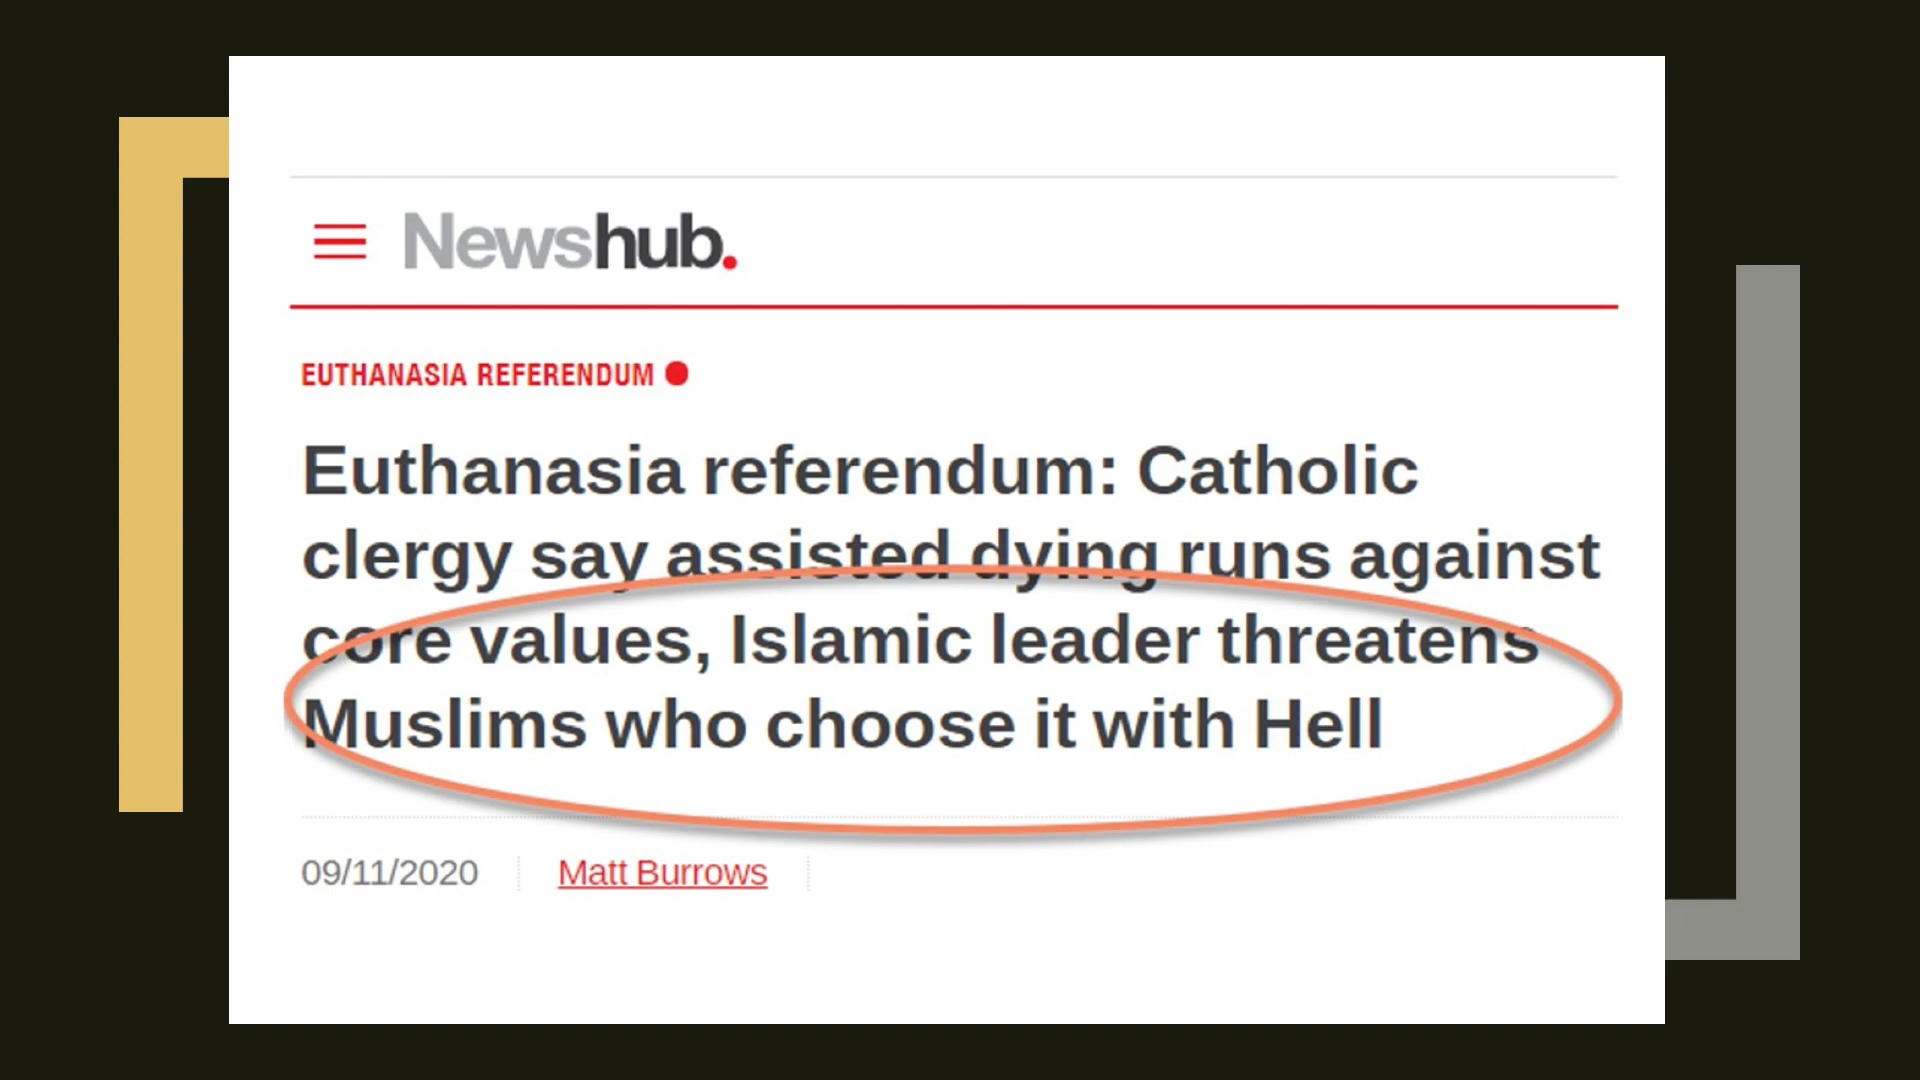 Newshub.
EUTHANASIA REFERENDUM
Euthanasia referendum: Catholic
clergy say assisted dying runs against
core values, Islamic leader threatens
Muslims who choose it with Hell
09/11/2020 Matt Burrows